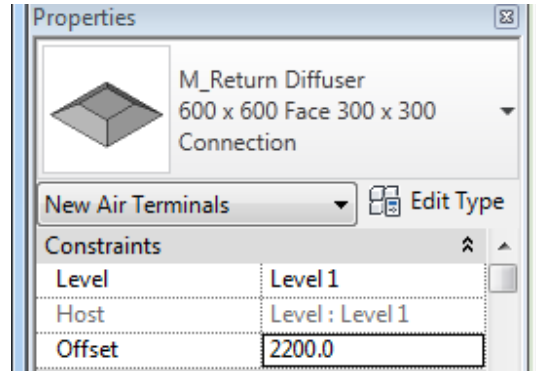 Properties
M_Return Diffuser
600 x 600 Face 300 x 300
Connection
New Air Terminals
Edit Type
Constraints
Level Level 1
Host Level : Level 1
Offset 2200.0